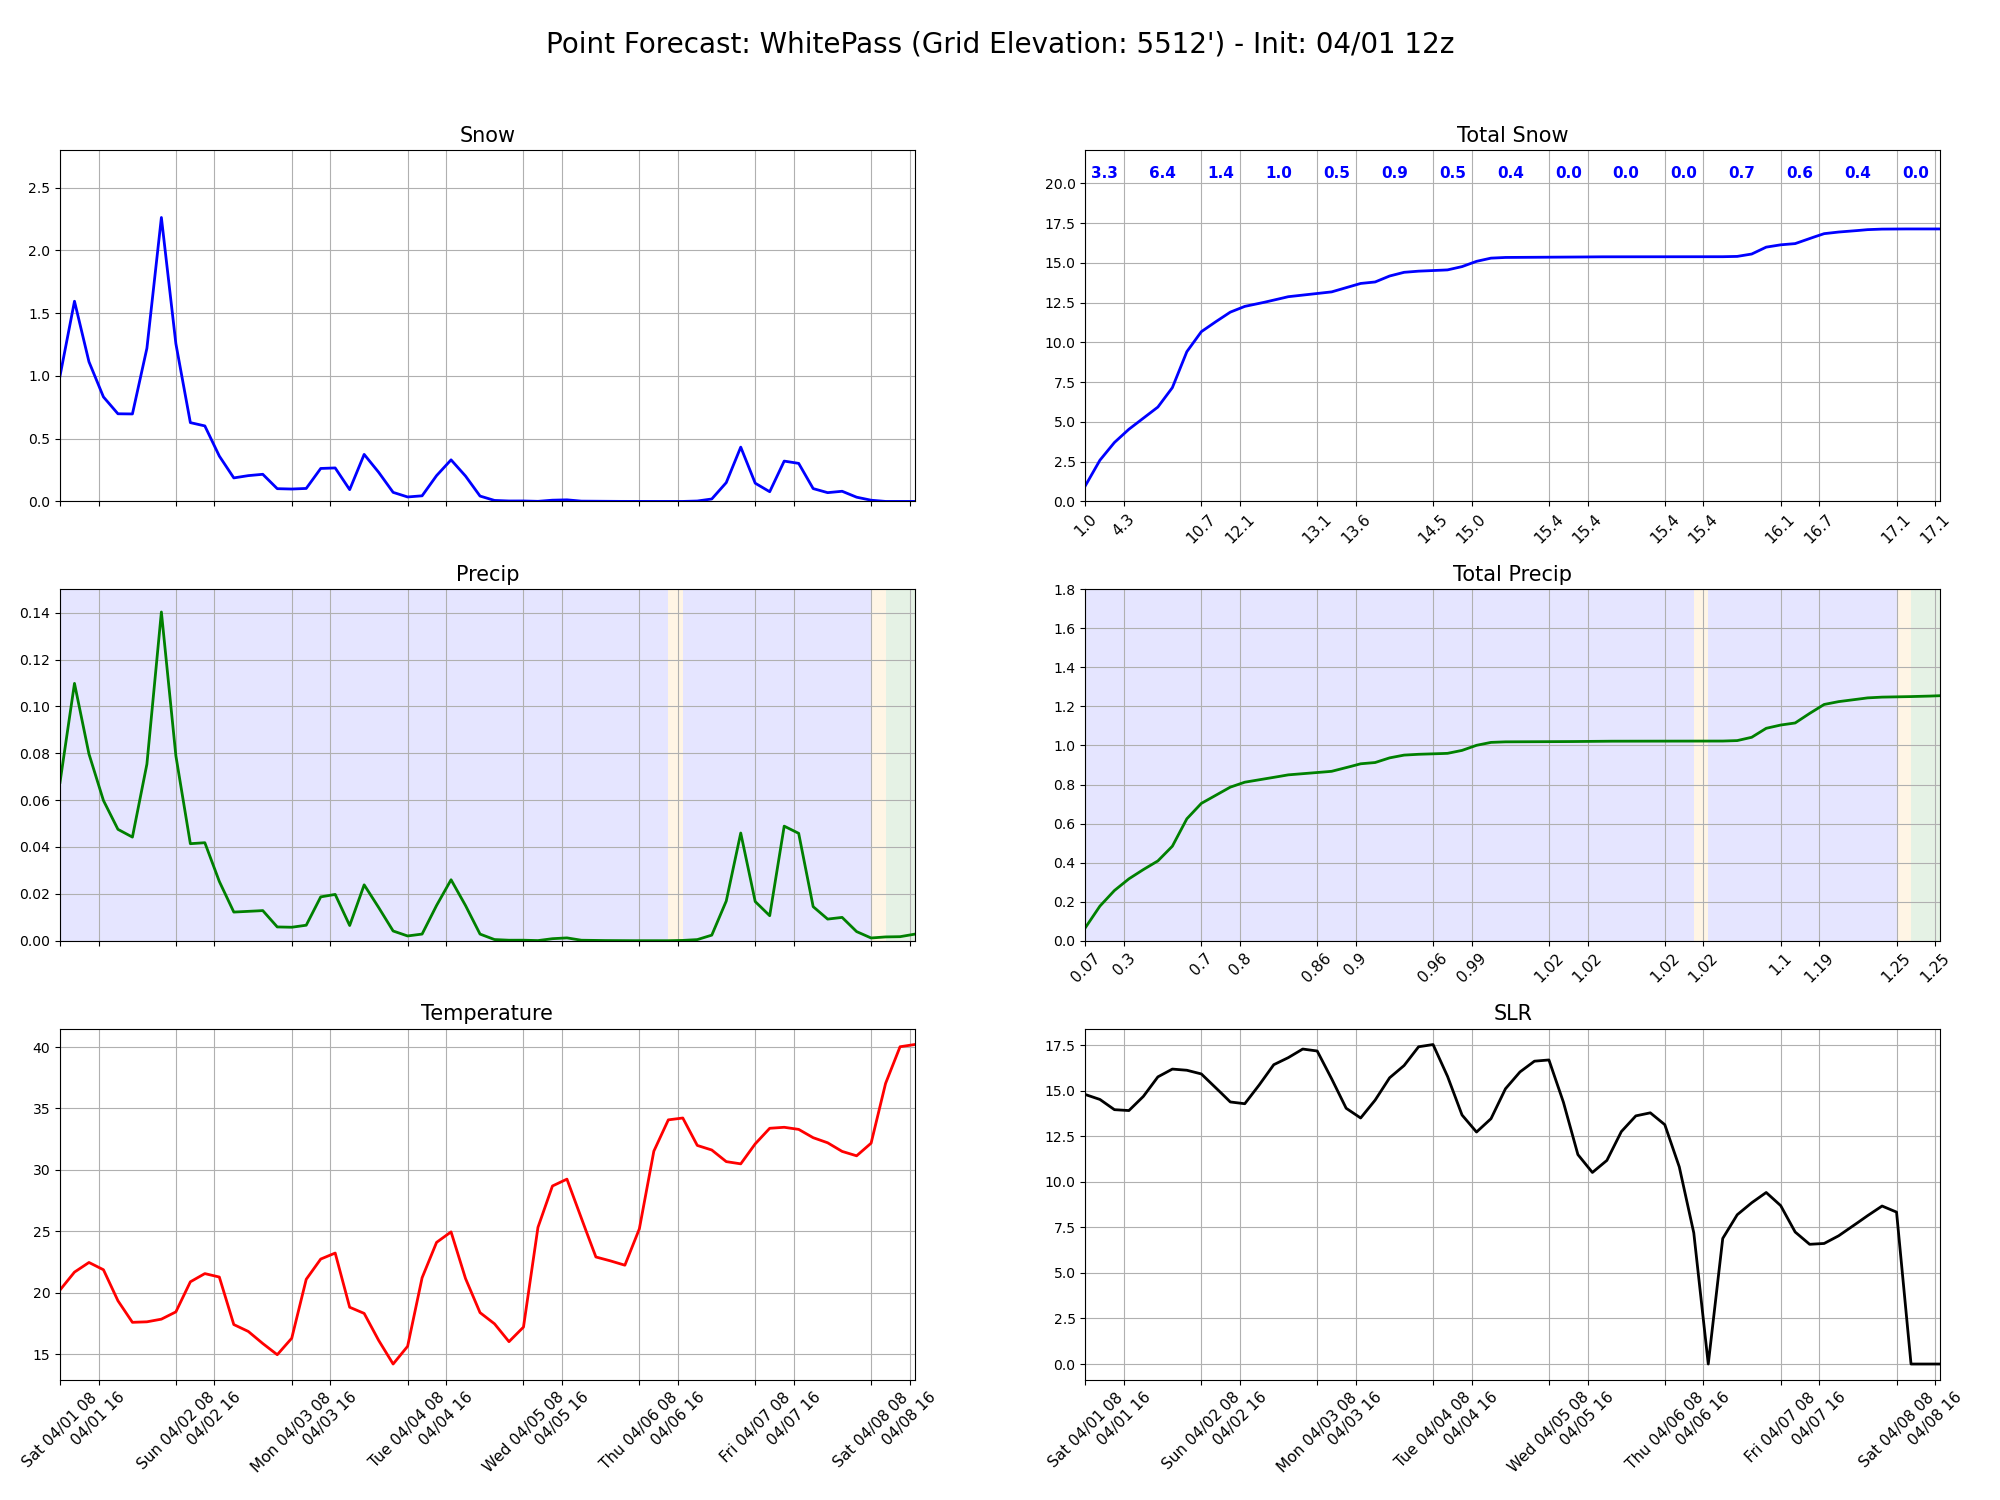 Point Forecast: WhitePass (Grid Elevation: 5512') - Init: 04/01 12z
Snow
2.5
2.0
1.5
1.0
0.5
0.0
Total Snow
3.3 6.4 1.4 1.0 0.5 0.9 0.5 0.4 0.0 0.0 0.0 0.7 0.6 0.4 0.0
20.0
17.5
15.0
12.5
10.0
7.5
5.0
2.5
0.0
1.0 4.3 10.7 12.1 13.1 13.6 14.5 15.0 15.4 15.4 15.4 15.4 16.1 16.7 17.1 17.1
Precip
0.14
0.12
0.10
0.08
0.06
0.04
0.02
0.00
Total Precip
1.8
1.6
1.4
1.2
1.0
0.8
0.6
0.4
0.2
0.0
0.07 0.3 0.7 0.8 0.86 0.9 0.96 0.99 1.02 1.02 1.02 1.02 1.1 1.19 1.25 1.25
Temperature
40
35
30
25
20
15
Sat 04/01 08
04/01 16
Sun 04/02 08
04/02 16
Mon 04/03 08
04/03 16
Tue 04/04 08
04/04 16
Wed 04/05 08
04/05 16
Thu 04/06 08
04/06 16
Fri 04/07 08
04/07 16
Sat 04/08 08
04/08 16
SLR
17.5
15.0
12.5
10.0
7.5
5.0
2.5
0.0
Sat 04/01 08
04/01 16
Sun 04/02 08
04/02 16
Mon 04/03 08
04/03 16
Tue 04/04 08
04/04 16
Wed 04/05 08
04/05 16
Thu 04/06 08
04/06 16
Fri 04/07 08
04/07 16
Sat 04/08 08
04/08 16